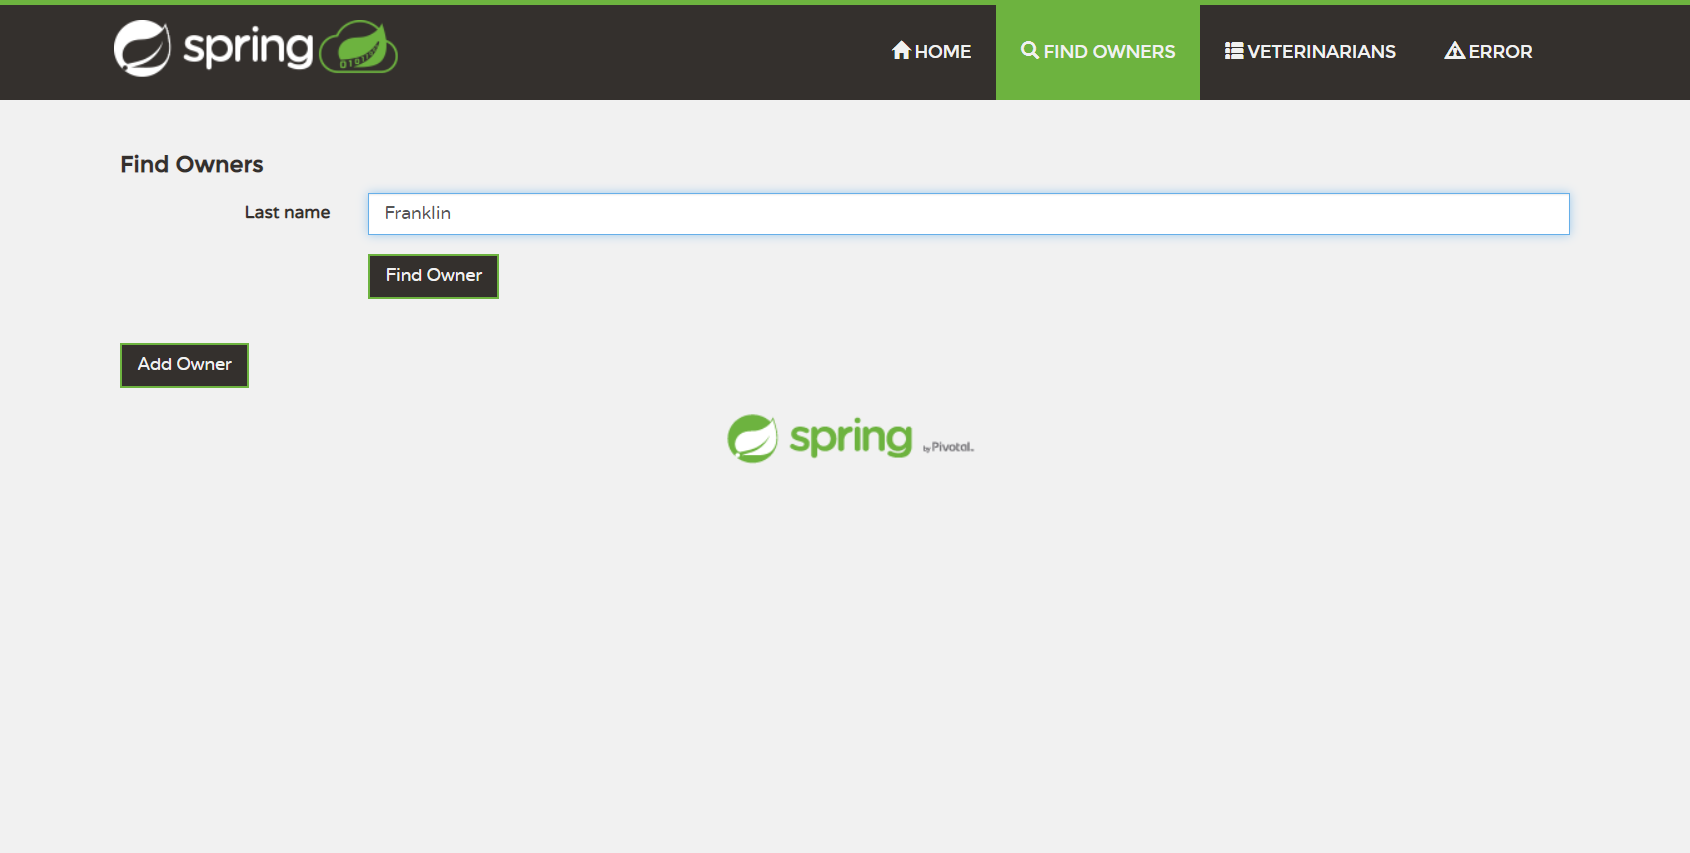 spring
HOME
FIND OWNERS
VETERINARIANS
ERROR
Find Owners
Last name
Franklin
Find Owner
Add Owner
spring by Pivotal